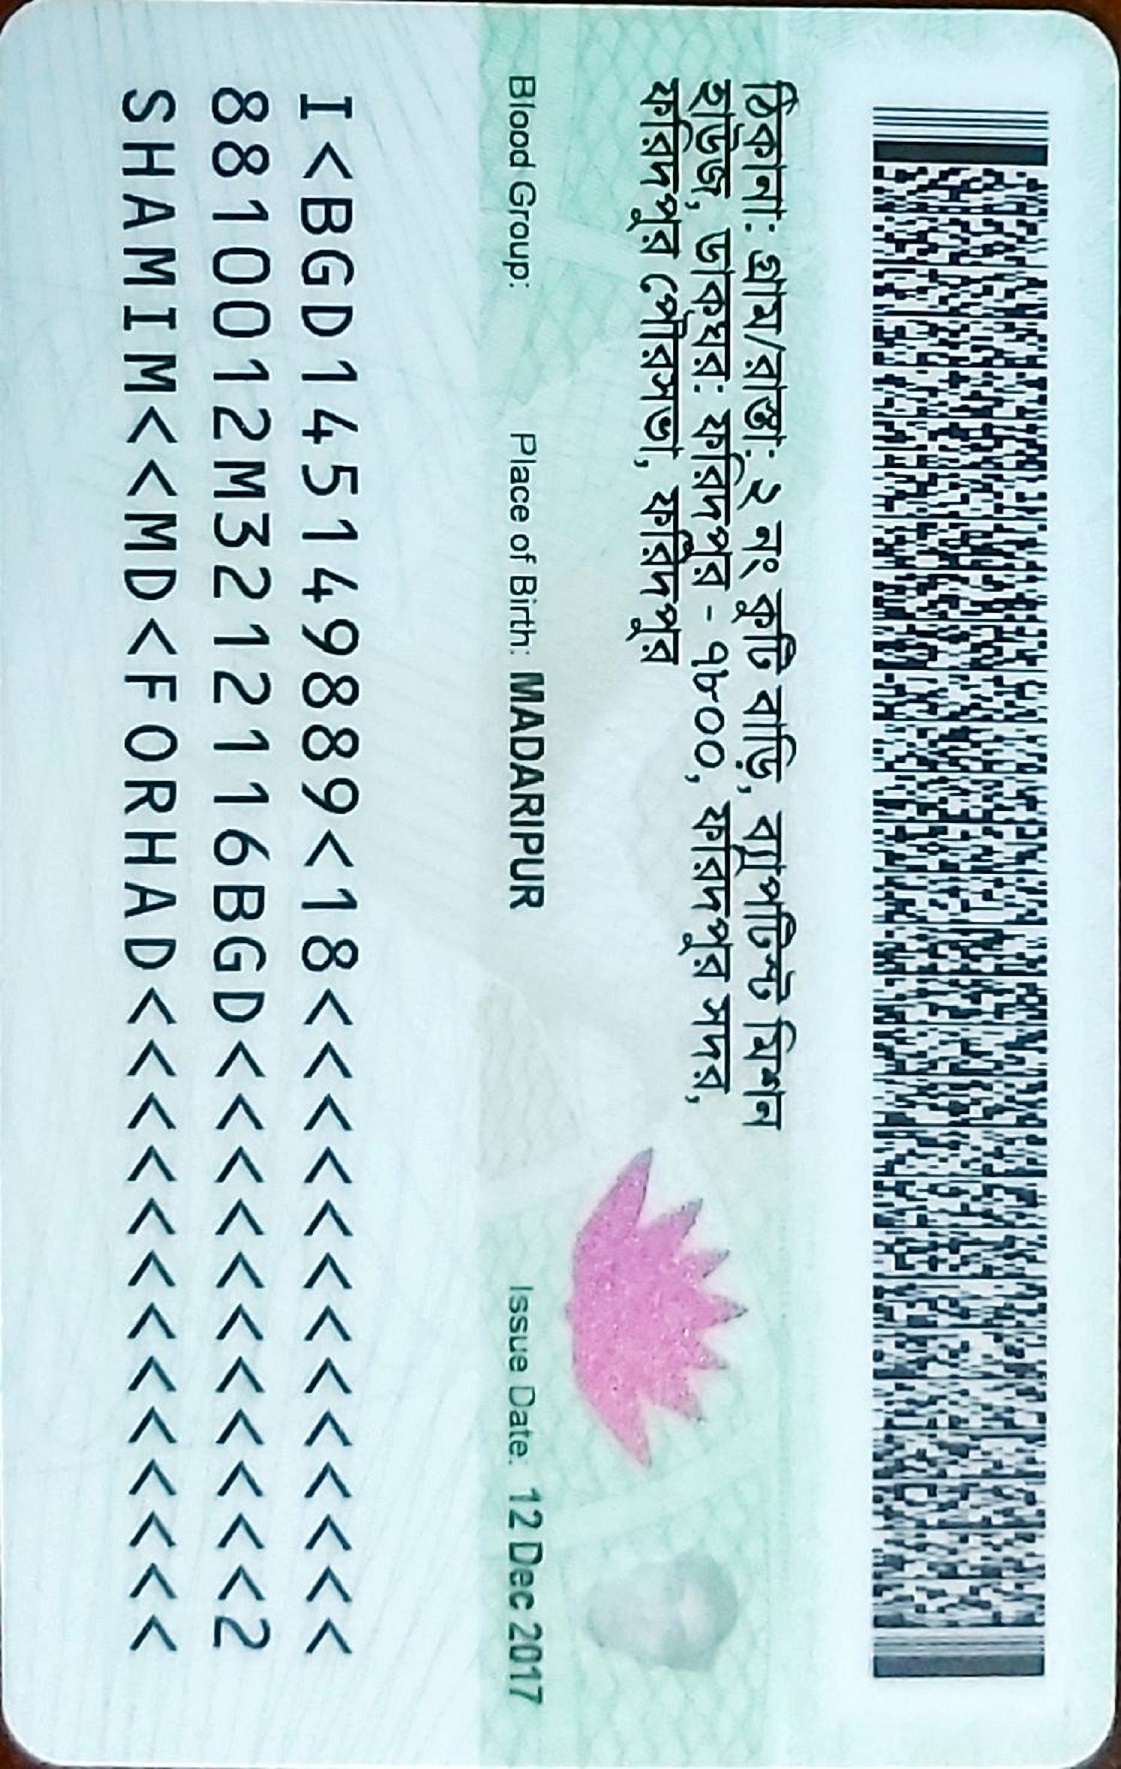 ঠিকানা: গ্রাম/রাস্তা: ২ নং কুটি বাড়ি, ব্যাপটিস্ট মিশন
হাউজ, ডাকঘর: ফরিদপুর - ৭৮০০, ফরিদপুর সদর,
ফরিদপুর পৌরসভা, ফরিদপুর
Blood Group: Place of Birth: MADARIPUR Issue Date: 12 Dec 2017
I<BGD145149889<18<<<<<<<<<<<<<
8810012M3212116BGD<<<<<<<<<<<2
SHAMIM<<MD<FORHAD<<<<<<<<<<<<<